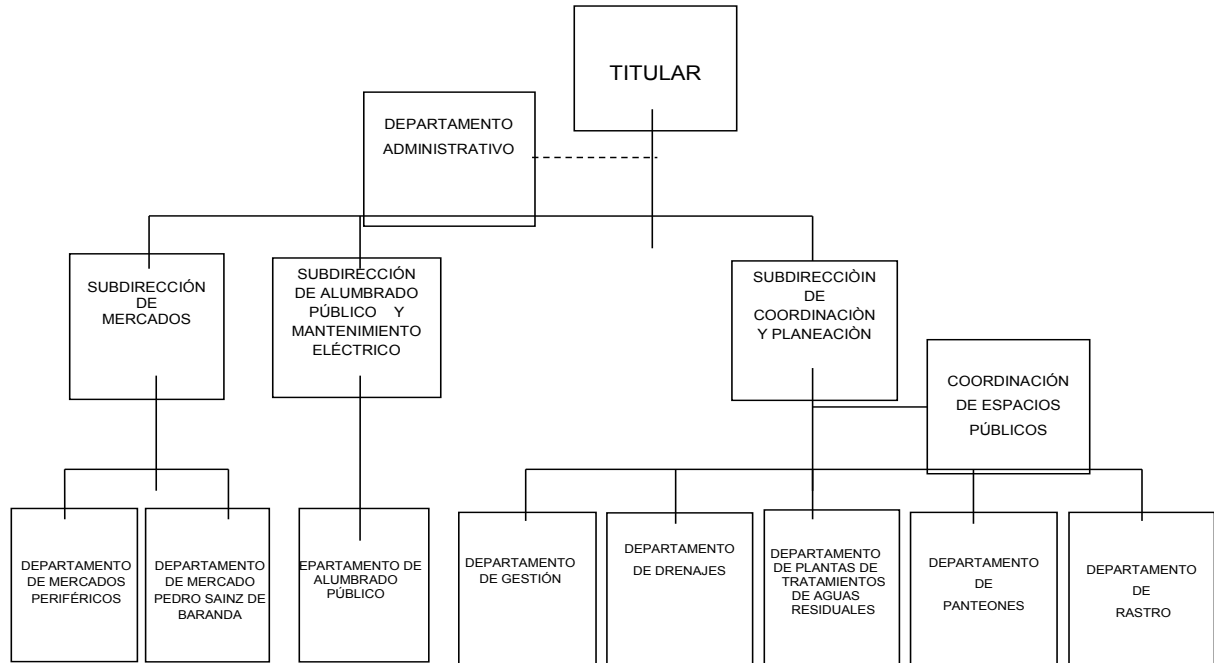 TITULAR
DEPARTAMENTO
ADMINISTRATIVO
SUBDIRECCIÓN
DE
MERCADOS
SUBDIRECCIÓN
DE ALUMBRADO
PÚBLICO Y
MANTENIMIENTO
ELÉCTRICO
SUBDIRECCIÒIN
DE
COORDINACIÒN
Y PLANEACIÒN
COORDINACIÓN
DE ESPACIOS
PÚBLICOS
DEPARTAMENTO
DE MERCADOS
PERIFÉRICOS
DEPARTAMENTO
DE MERCADO
PEDRO SAINZ DE
BARANDA
EPARTAMENTO DE
ALUMBRADO
PÚBLICO
DEPARTAMENTO
DE GESTIÓN
DEPARTAMENTO
DE DRENAJES
DEPARTAMENTO
DE PLANTAS DE
TRATAMIENTOS
DE AGUAS
RESIDUALES
DEPARTAMENTO
DE
PANTEONES
DEPARTAMENTO
DE
RASTRO